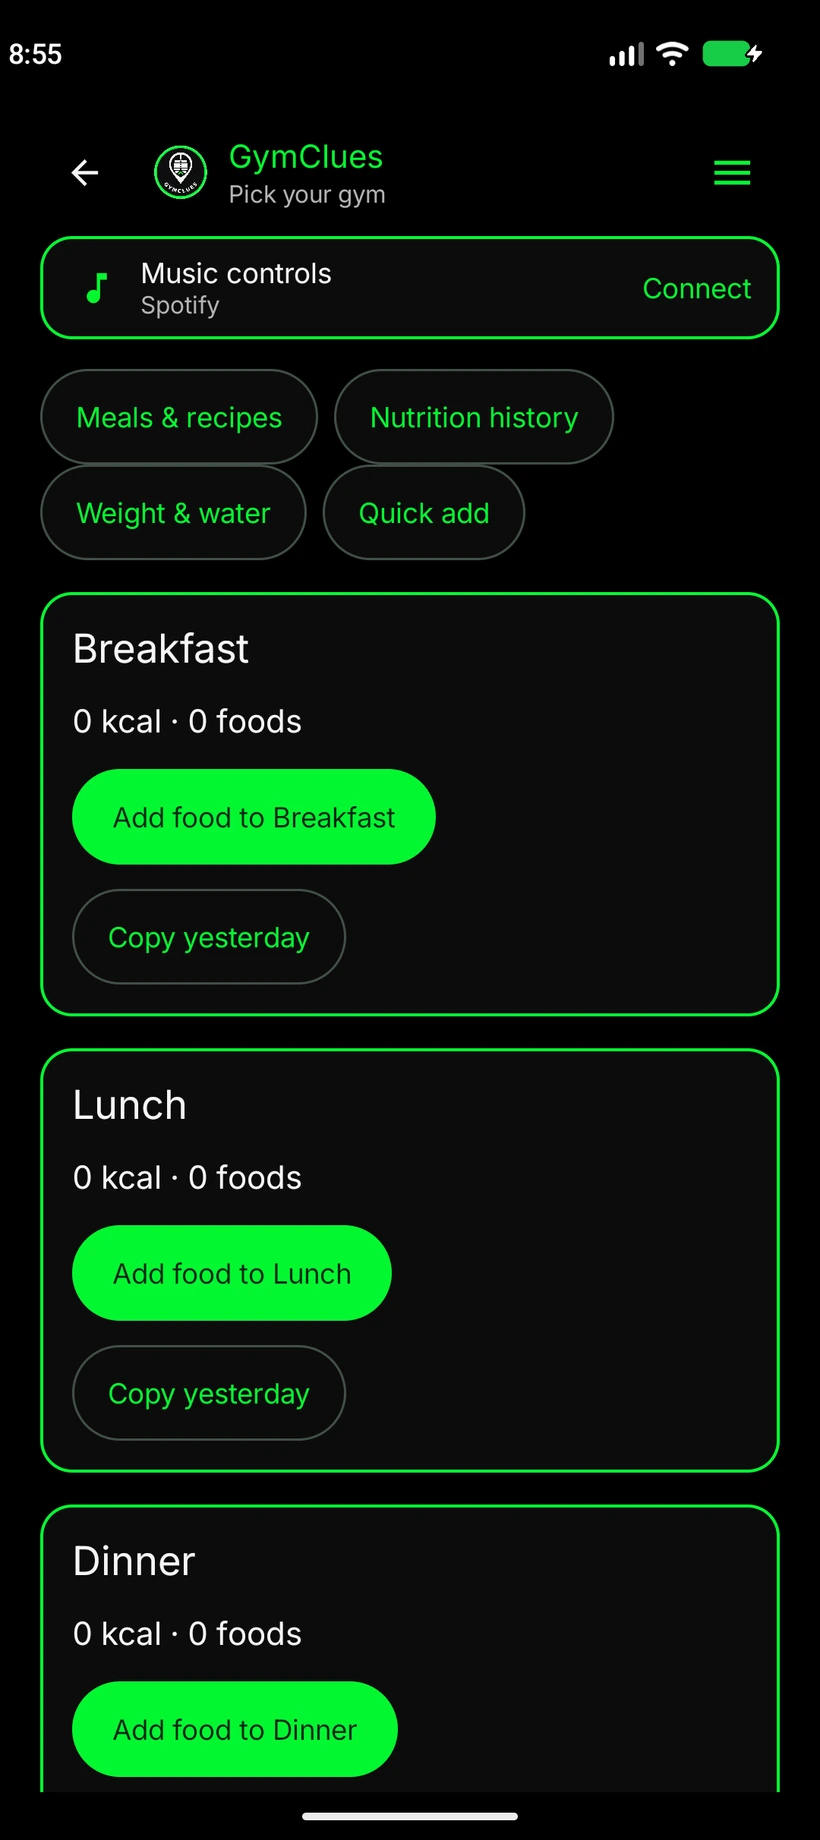 8:55
GymClues
Pick your gym
GYMCLUES
Music controls
Spotify
Connect
Meals & recipes
Nutrition history
Weight & water
Quick add
Breakfast
0 kcal · 0 foods
Add food to Breakfast
Copy yesterday
Lunch
0 kcal · 0 foods
Add food to Lunch
Copy yesterday
Dinner
0 kcal · 0 foods
Add food to Dinner